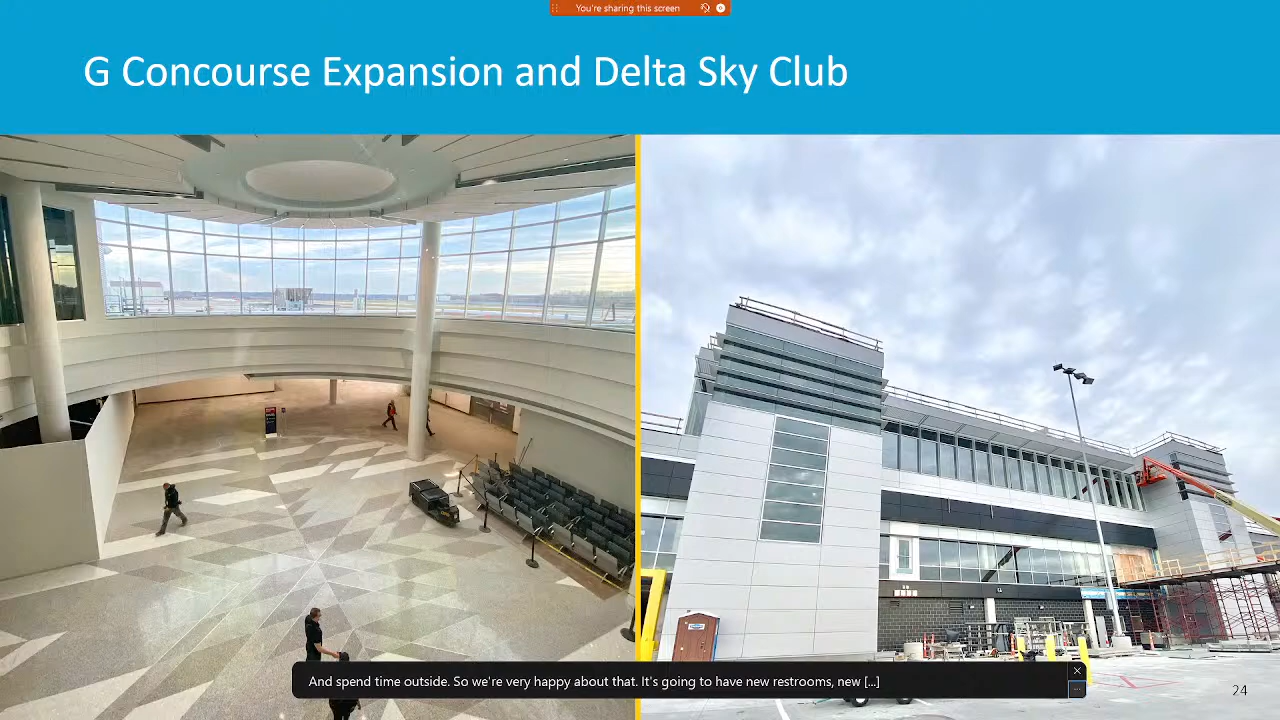 You're sharing this screen
G Concourse Expansion and Delta Sky Club
And spend time outside. So we're very happy about that. It's going to have new restrooms, new [...]
24